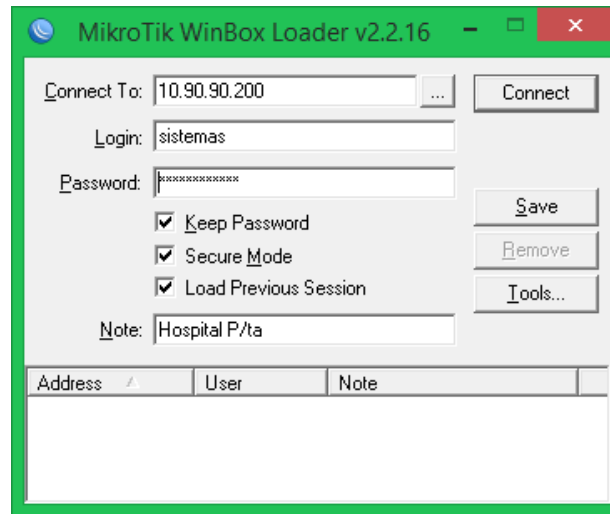 MikroTik WinBox Loader v2.2.16
Connect To: 10.90.90.200 ... Connect
Login: sistemas
Password: ************
Keep Password
Save
Secure Mode
Remove
Load Previous Session
Tools...
Note: Hospital P/ta
Address User Note